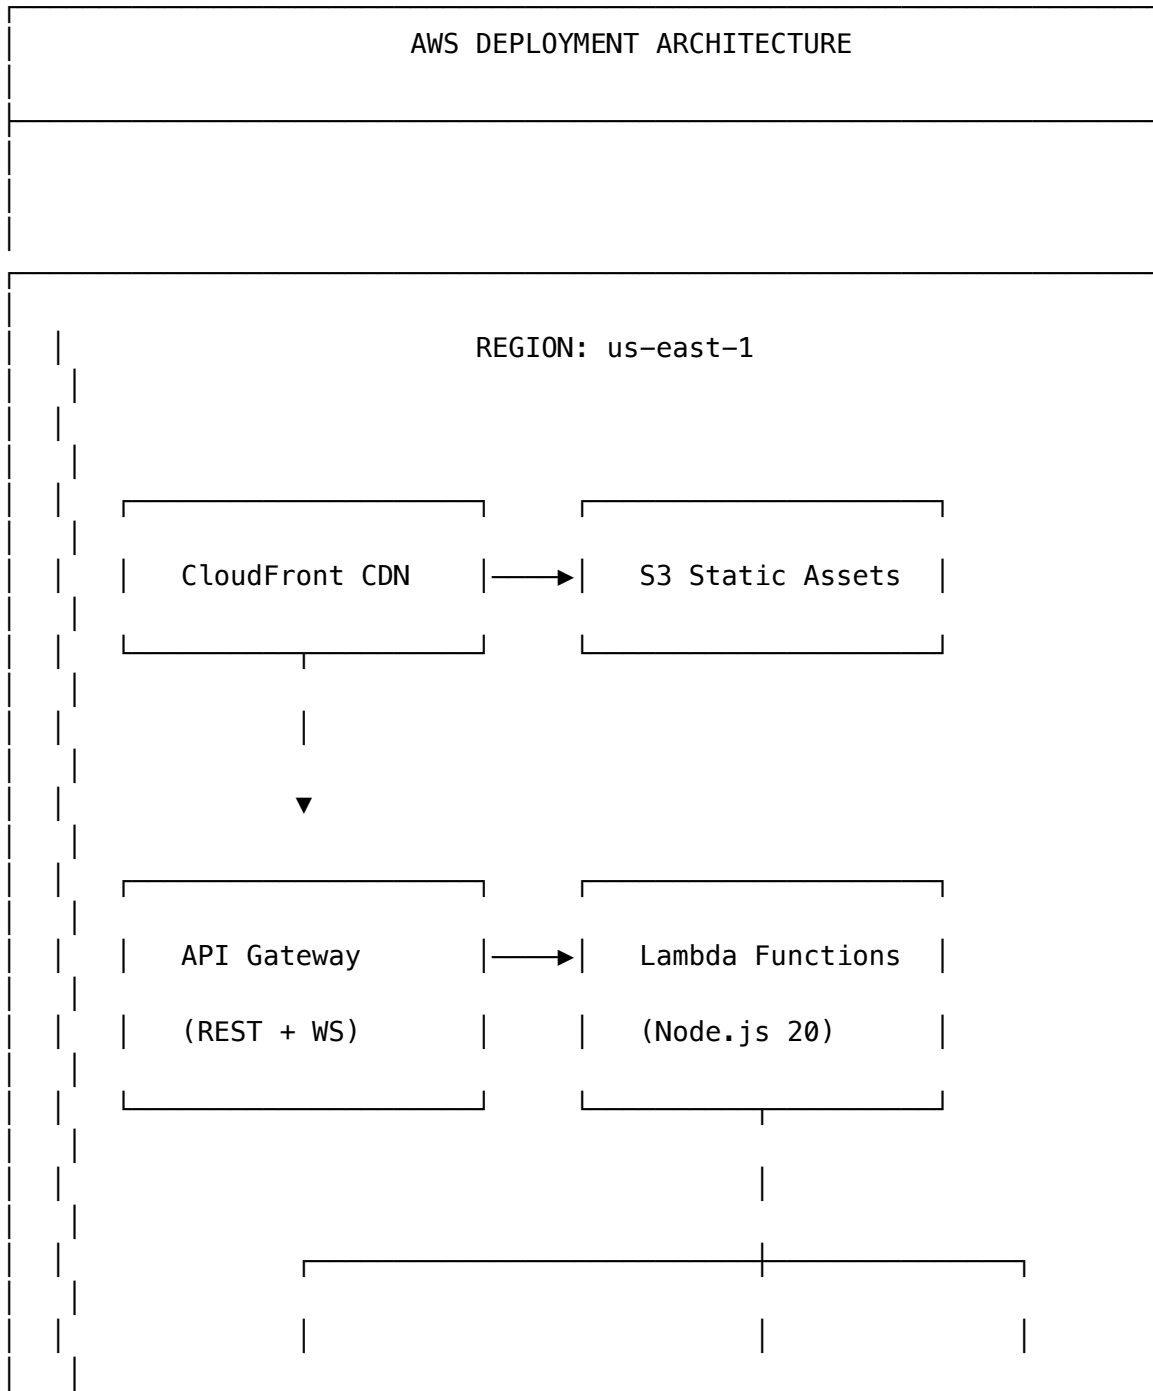 AWS DEPLOYMENT ARCHITECTURE
REGION: us-east-1
CloudFront CDN
S3 Static Assets
API Gateway
Lambda Functions
(REST + WS)
(Node.js 20)